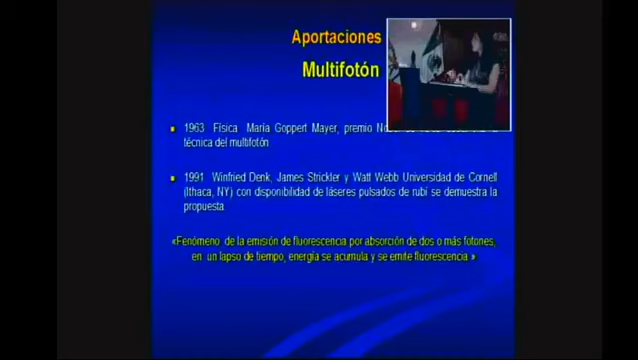 Aportaciones
Multifotón
1963 Física María Goppert Mayer, premio
técnica del multifotón
1991 Winfried Denk, James Strickler y Watt Webb Universidad de Cornell
(Ithaca, NY) con disponibilidad de láseres pulsados de rubí se demuestra la
propuesta
«Fenómeno de la emisión de fluorescencia por absorción de dos o más fotones,
en un lapso de tiempo, energía se acumula y se emite fluorescencia »